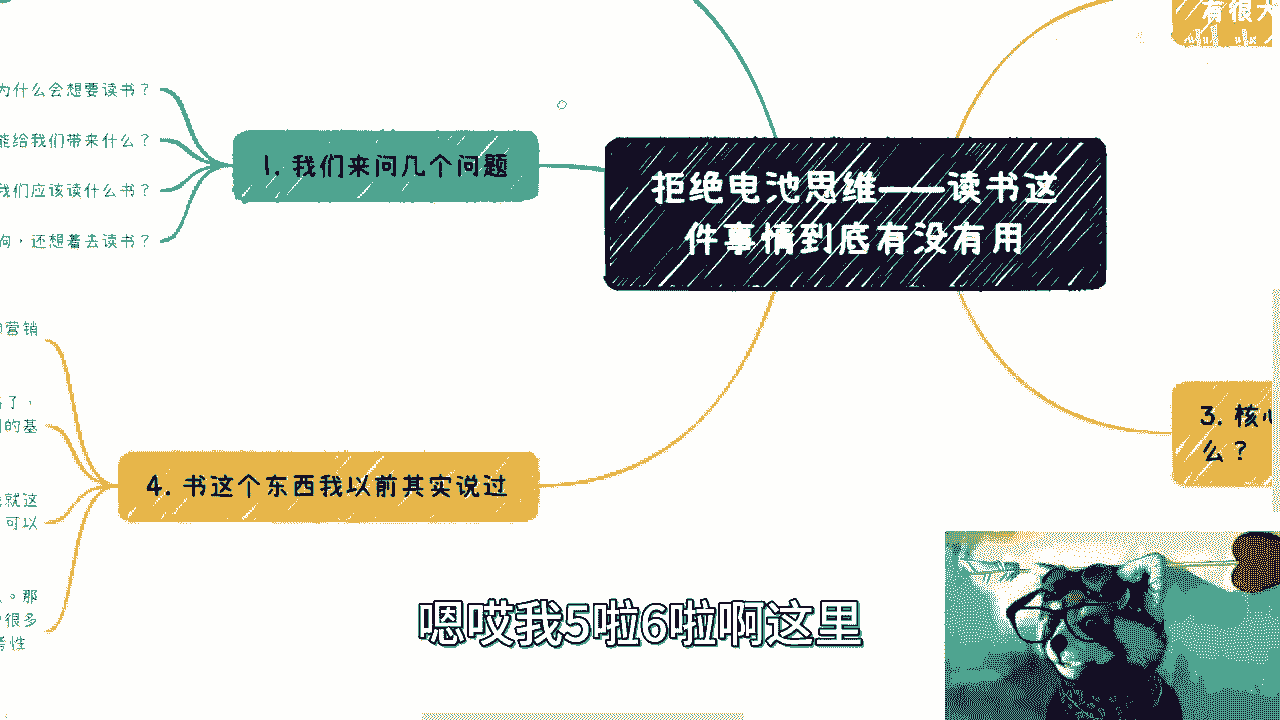 有很大
为什么会想要读书？
能给我们带来什么？
我们应该读什么书？
还想着去读书？
1. 我们来问几个问题
拒绝电池思维——读书这
件事情到底有没有用
营销
了，
的基
就这
可以
。那
很多
性
4. 书这个东西我以前其实说过
3. 核心
么？
嗯哎我5啦6啦啊这里